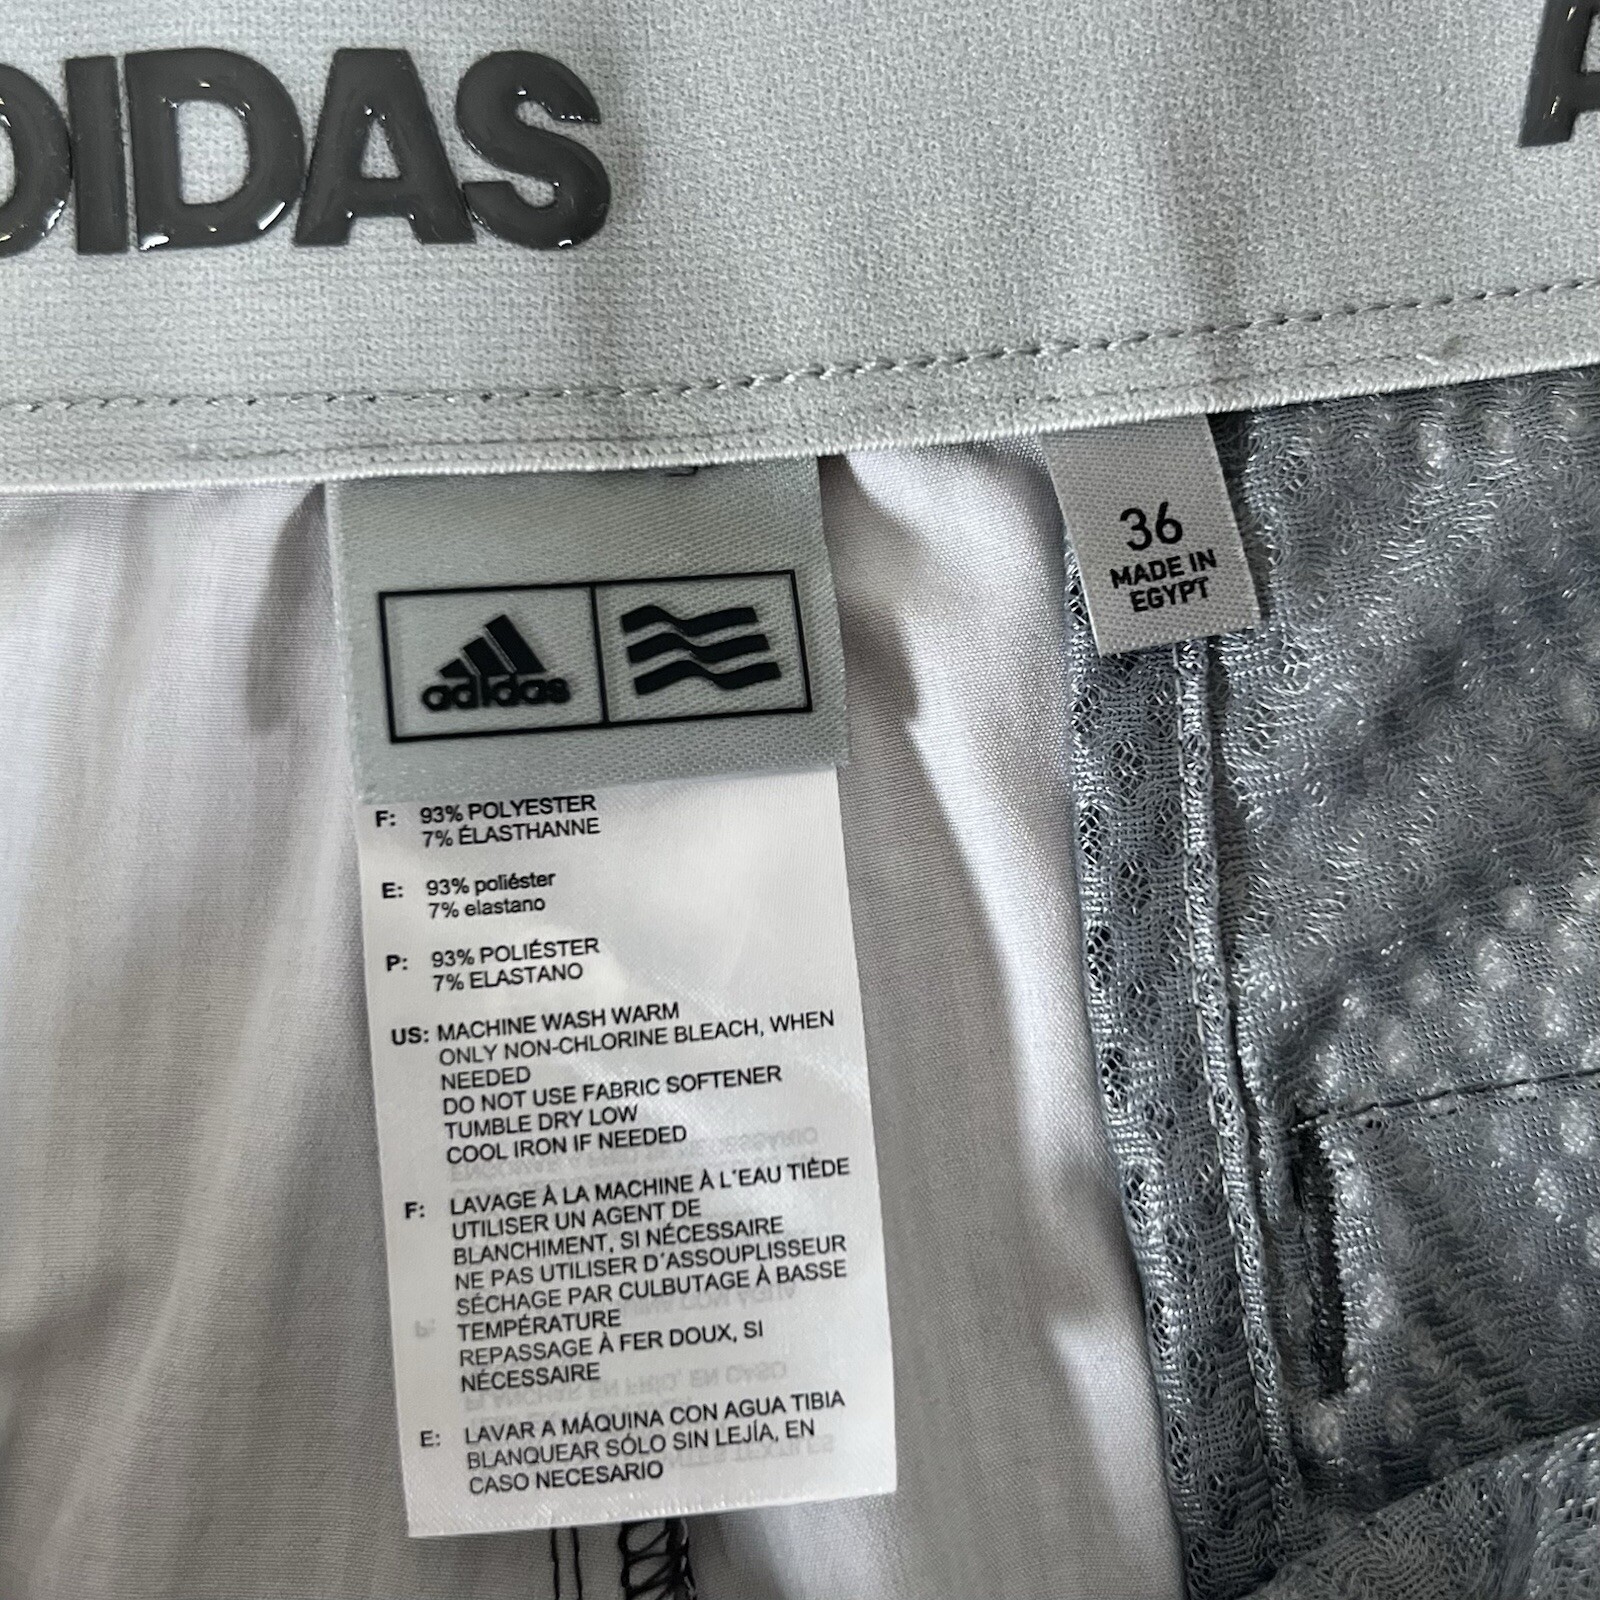 DIDAS
A
36
MADE IN
EGYPT
adidas
F: 93% POLYESTER
7% ÉLASTHANNE
E: 93% poliéster
7% elastano
P: 93% POLIÉSTER
7% ELASTANO
US: MACHINE WASH WARM
ONLY NON-CHLORINE BLEACH, WHEN
NEEDED
DO NOT USE FABRIC SOFTENER
TUMBLE DRY LOW
COOL IRON IF NEEDED
F: LAVAGE À LA MACHINE À L'EAU TIÈDE
UTILISER UN AGENT DE
BLANCHIMENT, SI NÉCESSAIRE
NE PAS UTILISER D'ASSOUPLISSEUR
SÉCHAGE PAR CULBUTAGE À BASSE
TEMPÉRATURE
REPASSAGE À FER DOUX, SI
NÉCESSAIRE
E: LAVAR A MÁQUINA CON AGUA TIBIA
BLANQUEAR SÓLO SIN LEJÍA, EN
CASO NECESARIO